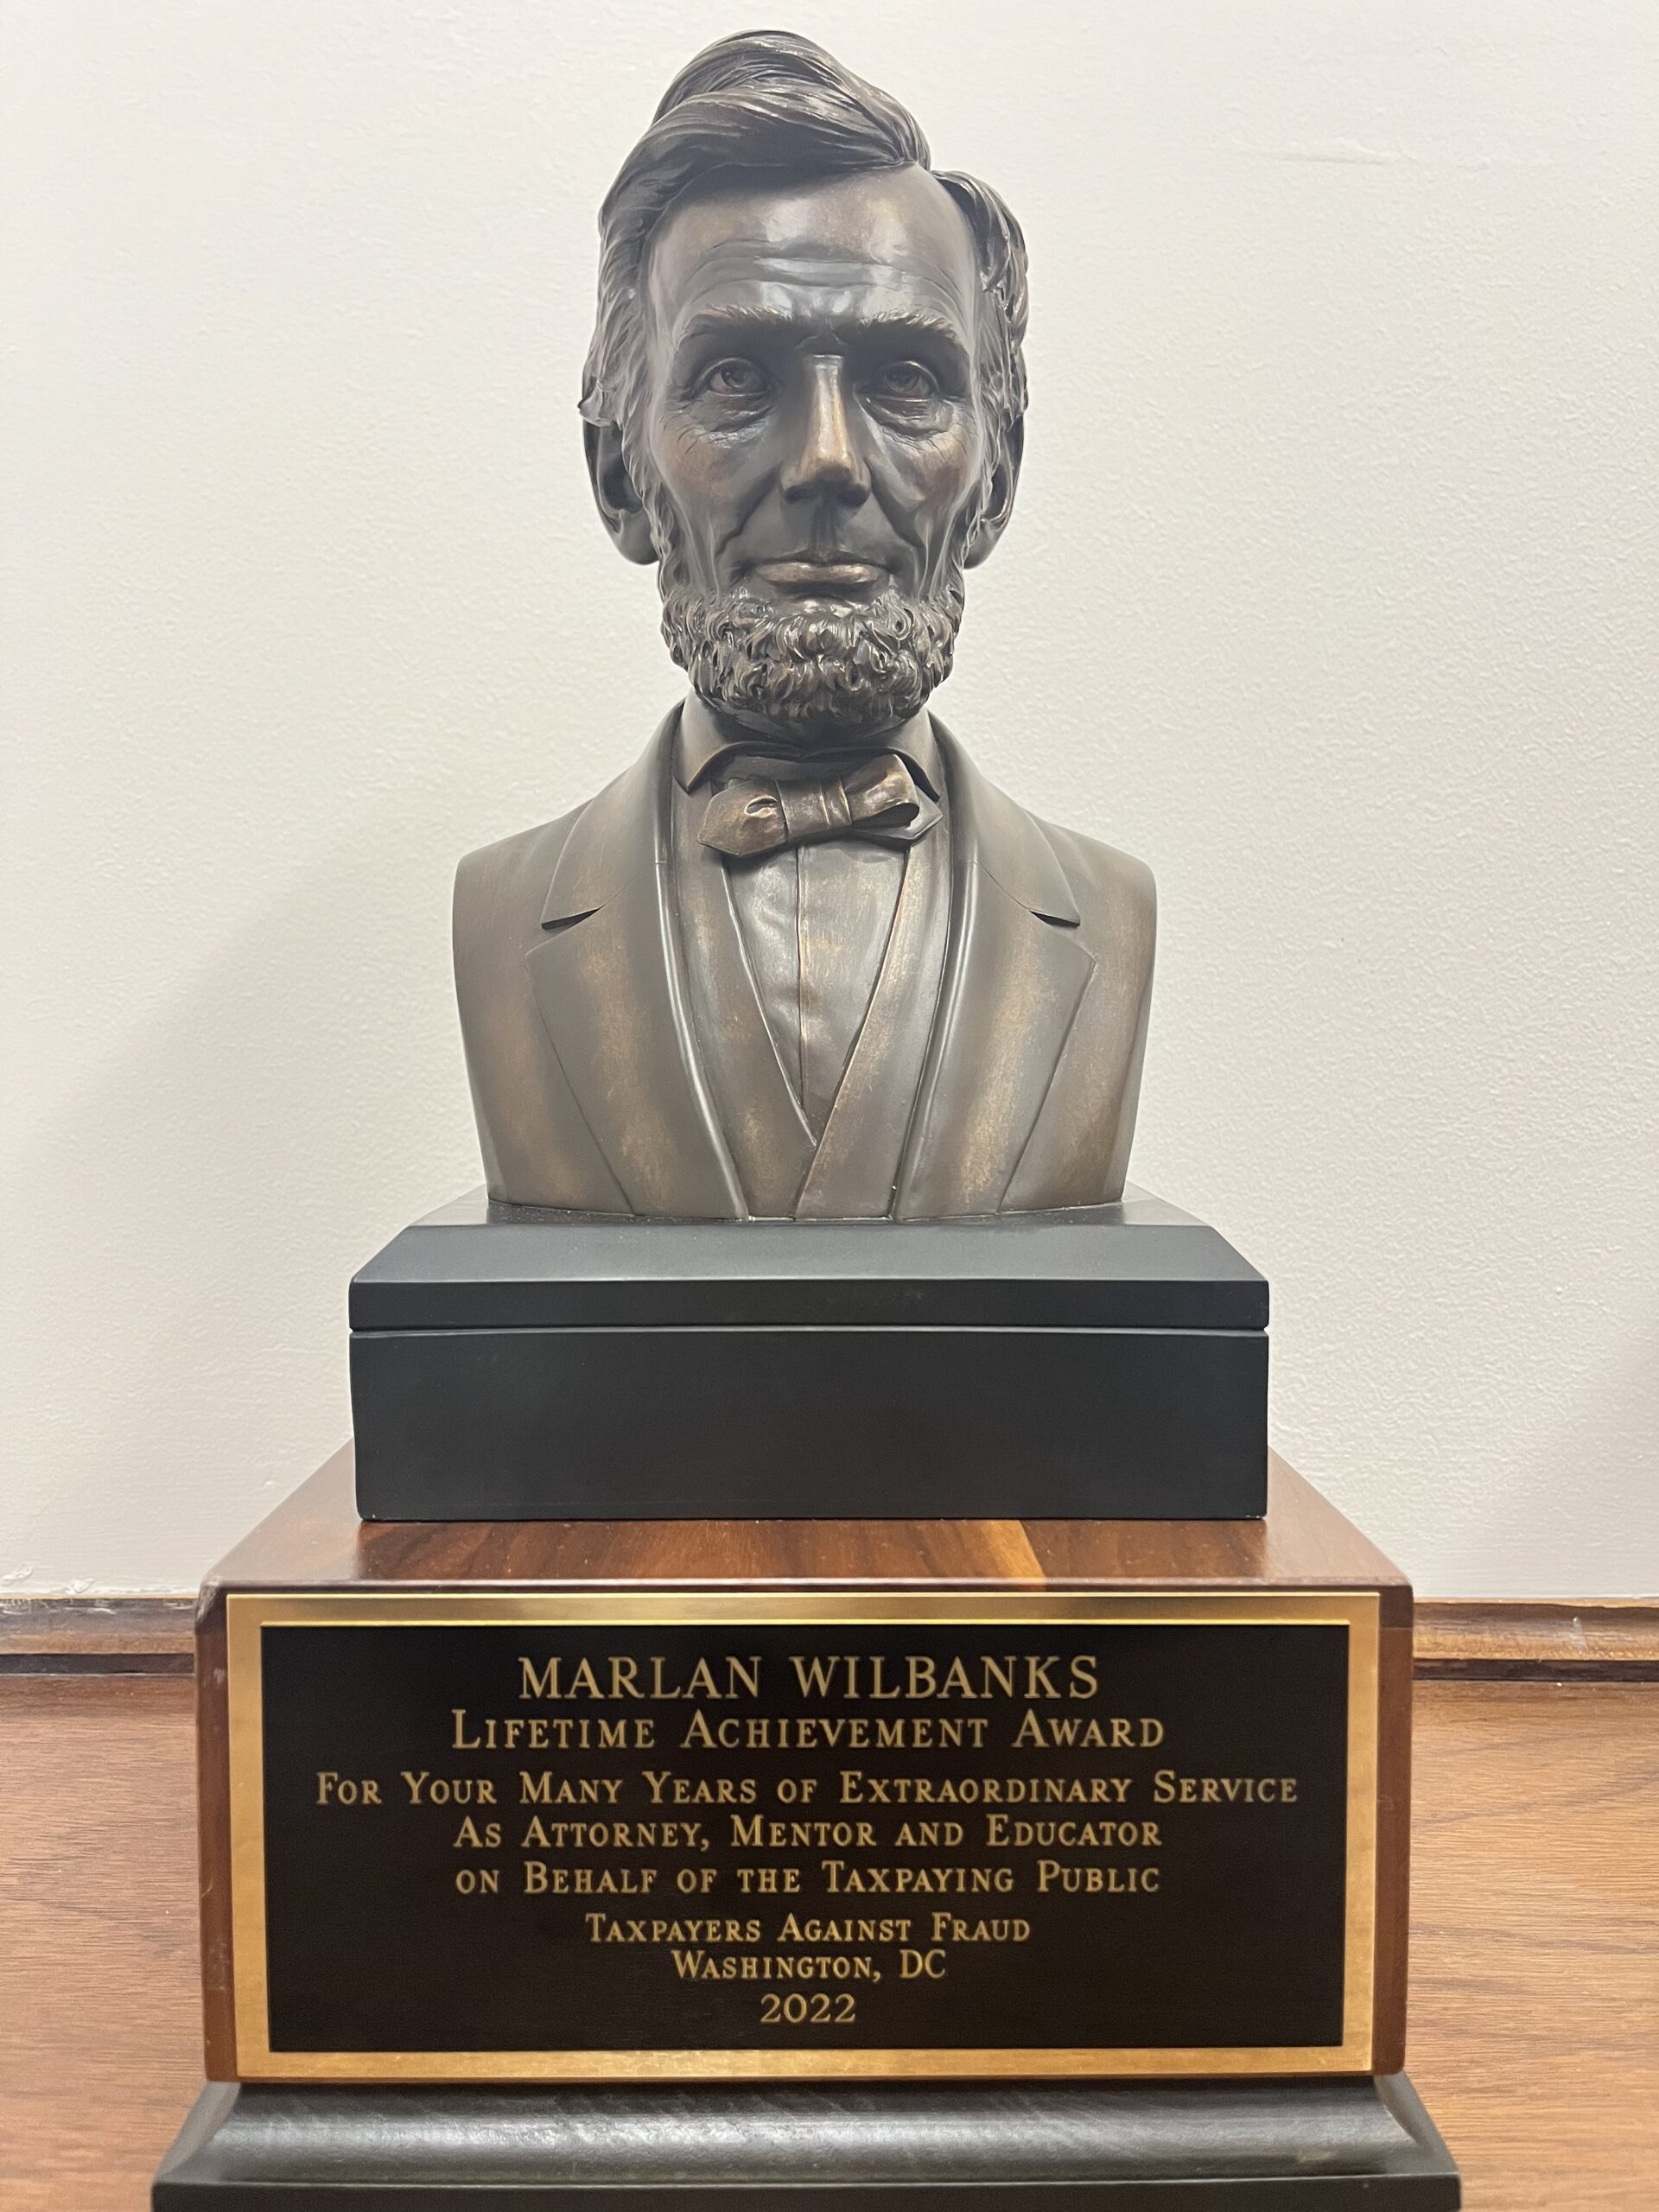 MARLAN WILBANKS
LIFETIME ACHIEVEMENT AWARD
FOR YOUR MANY YEARS OF EXTRAORDINARY SERVICE
AS ATTORNEY, MENTOR AND EDUCATOR
ON BEHALF OF THE TAXPAYING PUBLIC
TAXPAYERS AGAINST FRAUD
WASHINGTON, DC
2022